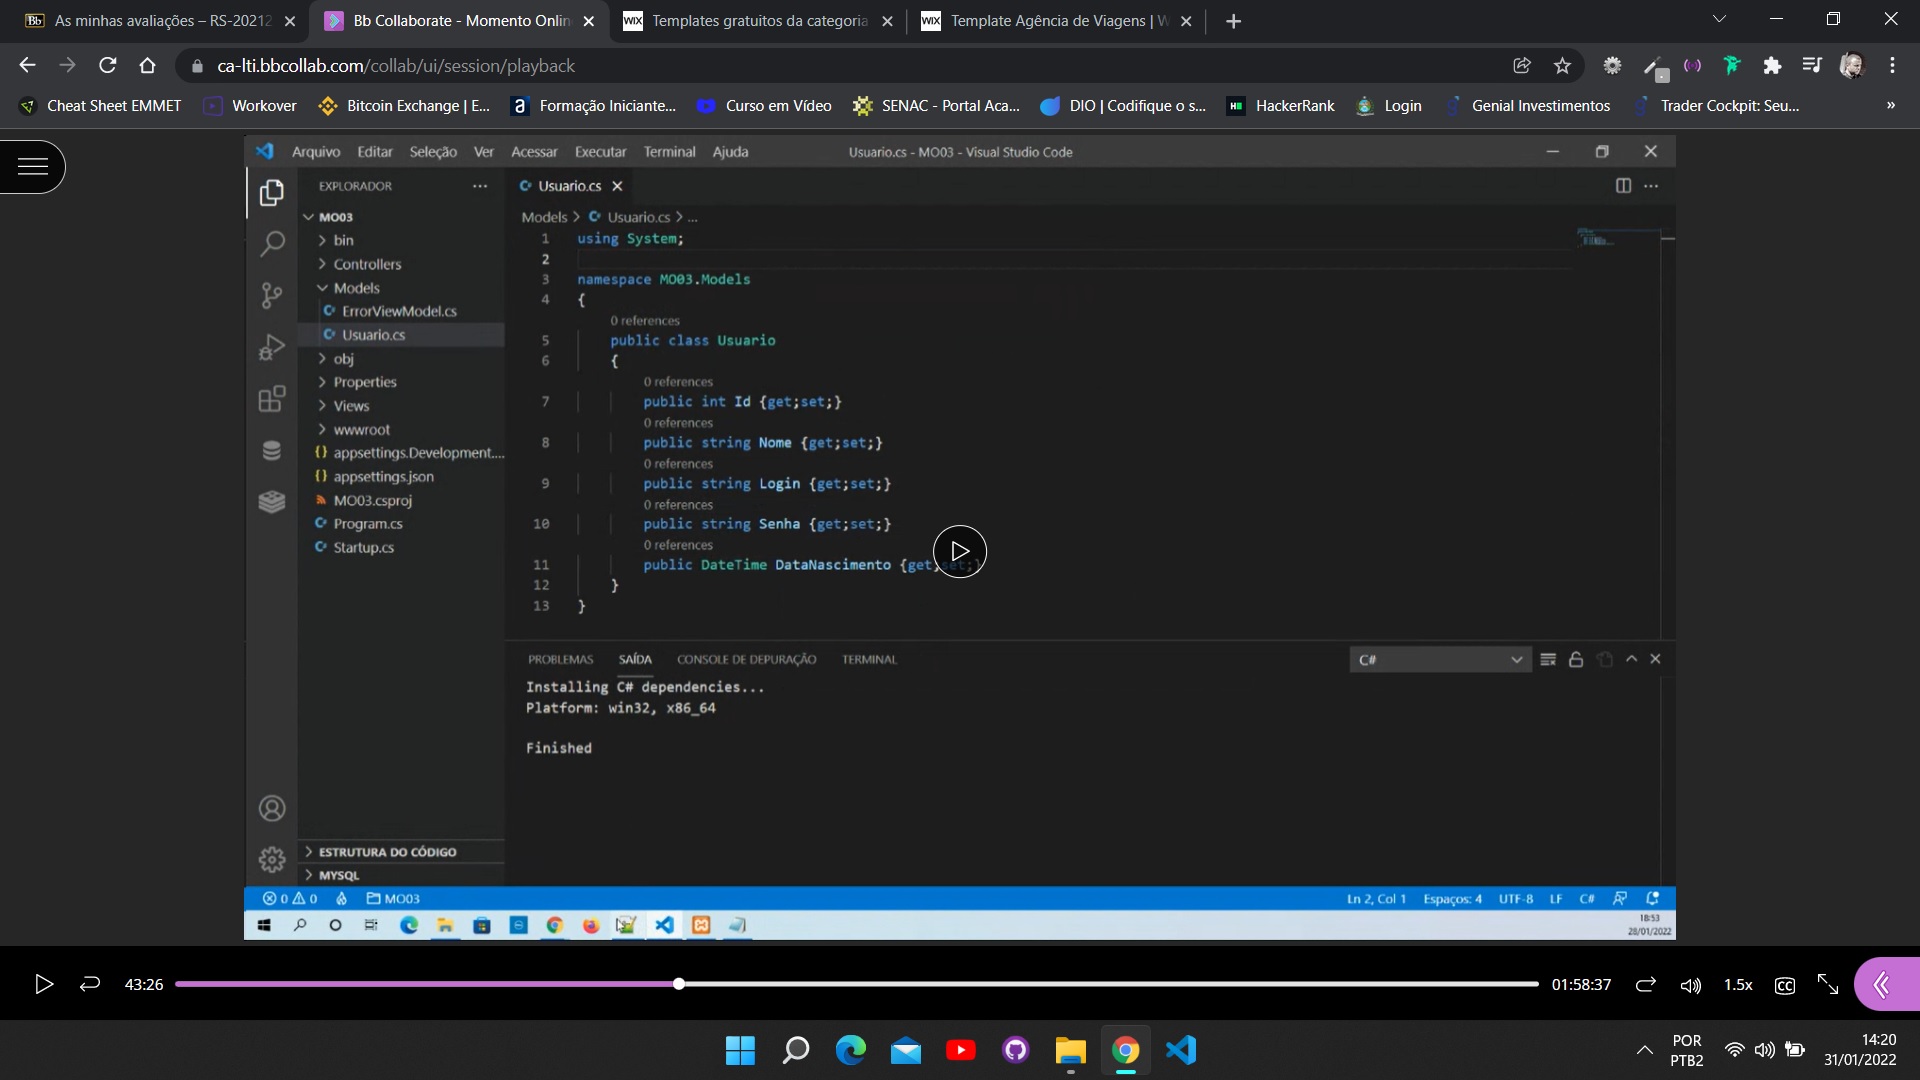 As minhas avaliações – RS-20212
Bb Collaborate - Momento Onlin
Templates gratuitos da categoria
Template Agência de Viagens | W
ca-lti.bbcollab.com/collab/ui/session/playback
Cheat Sheet EMMET
Workover
Bitcoin Exchange | E...
Formação Iniciante...
Curso em Vídeo
SENAC - Portal Aca...
DIO | Codifique o s...
HackerRank
Login
Genial Investimentos
Trader Cockpit: Seu...
»
Arquivo Editar Seleção Ver Acessar Executar Terminal Ajuda
Usuario.cs - MO03 - Visual Studio Code
EXPLORADOR
MO03
bin
Controllers
Models
ErrorViewModel.cs
Usuario.cs
obj
Properties
Views
wwwroot
appsettings.Development....
appsettings.json
MO03.csproj
Program.cs
Startup.cs
ESTRUTURA DO CÓDIGO
MYSQL
Usuario.cs
Models > Usuario.cs > ...
1 using System;
2
3 namespace MO03.Models
4 {
0 references
5 public class Usuario
6 {
0 references
7 public int Id {get;set;}
0 references
8 public string Nome {get;set;}
0 references
9 public string Login {get;set;}
0 references
10 public string Senha {get;set;}
0 references
11 public DateTime DataNascimento {get;set;}
12 }
13 }
PROBLEMAS SAÍDA CONSOLE DE DEPURAÇÃO TERMINAL
C#
Installing C# dependencies...
Platform: win32, x86_64
Finished
0 0 MO03
Ln 2, Col 1 Espaços: 4 UTF-8 LF C#
18:53
28/01/2022
43:26
01:58:37
1.5x
CC
POR
PTB2
14:20
31/01/2022